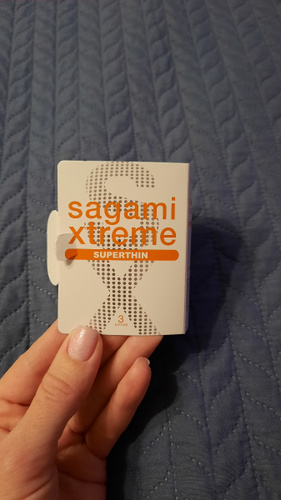 sagami
xtreme
SUPERTHIN
3